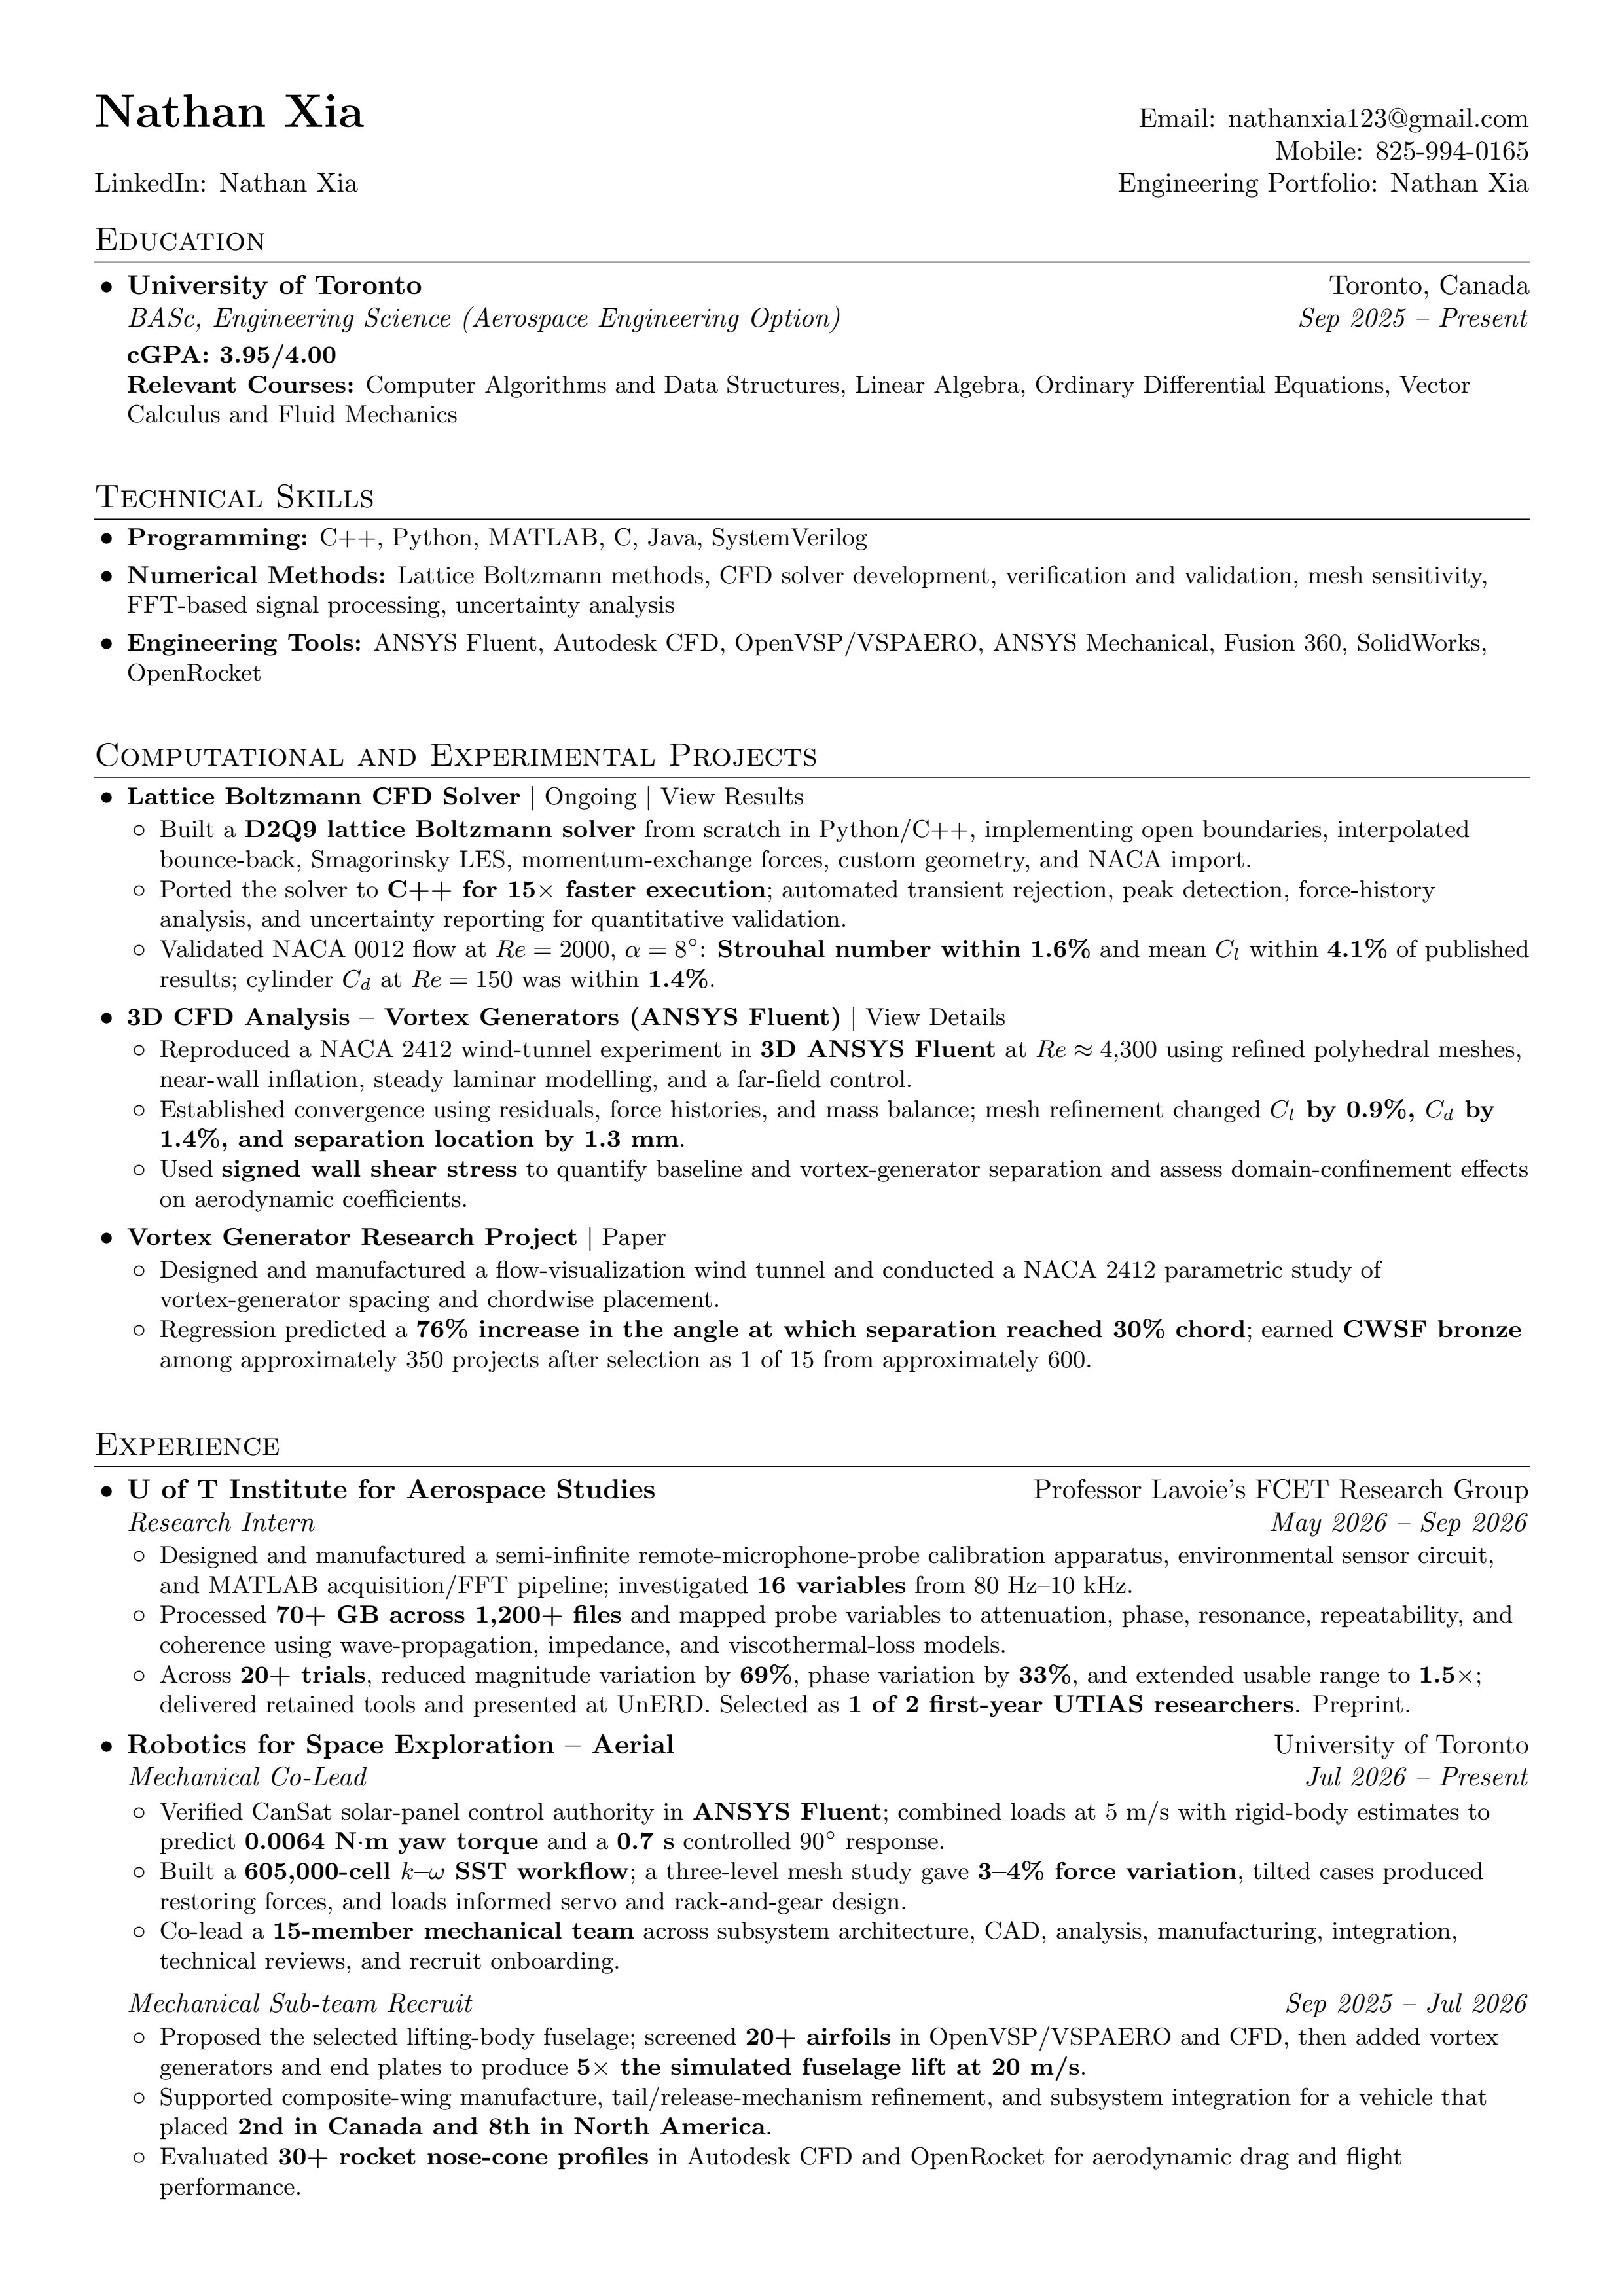 Nathan Xia
Email: nathanxia123@gmail.com
Mobile: 825-994-0165
LinkedIn: Nathan Xia
Engineering Portfolio: Nathan Xia
Education
• University of Toronto Toronto, Canada
BASc, Engineering Science (Aerospace Engineering Option) Sep 2025 – Present
cGPA: 3.95/4.00
Relevant Courses: Computer Algorithms and Data Structures, Linear Algebra, Ordinary Differential Equations, Vector
Calculus and Fluid Mechanics
Technical Skills
• Programming: C++, Python, MATLAB, C, Java, SystemVerilog
• Numerical Methods: Lattice Boltzmann methods, CFD solver development, verification and validation, mesh sensitivity,
FFT-based signal processing, uncertainty analysis
• Engineering Tools: ANSYS Fluent, Autodesk CFD, OpenVSP/VSPAERO, ANSYS Mechanical, Fusion 360, SolidWorks,
OpenRocket
Computational and Experimental Projects
• Lattice Boltzmann CFD Solver | Ongoing | View Results
○ Built a D2Q9 lattice Boltzmann solver from scratch in Python/C++, implementing open boundaries, interpolated
bounce-back, Smagorinsky LES, momentum-exchange forces, custom geometry, and NACA import.
○ Ported the solver to C++ for 15× faster execution; automated transient rejection, peak detection, force-history
analysis, and uncertainty reporting for quantitative validation.
○ Validated NACA 0012 flow at Re = 2000, α = 8°: Strouhal number within 1.6% and mean Cl within 4.1% of published
results; cylinder Cd at Re = 150 was within 1.4%.
• 3D CFD Analysis – Vortex Generators (ANSYS Fluent) | View Details
○ Reproduced a NACA 2412 wind-tunnel experiment in 3D ANSYS Fluent at Re ≈ 4,300 using refined polyhedral meshes,
near-wall inflation, steady laminar modelling, and a far-field control.
○ Established convergence using residuals, force histories, and mass balance; mesh refinement changed Cl by 0.9%, Cd by
1.4%, and separation location by 1.3 mm.
○ Used signed wall shear stress to quantify baseline and vortex-generator separation and assess domain-confinement effects
on aerodynamic coefficients.
• Vortex Generator Research Project | Paper
○ Designed and manufactured a flow-visualization wind tunnel and conducted a NACA 2412 parametric study of
vortex-generator spacing and chordwise placement.
○ Regression predicted a 76% increase in the angle at which separation reached 30% chord; earned CWSF bronze
among approximately 350 projects after selection as 1 of 15 from approximately 600.
Experience
• U of T Institute for Aerospace Studies Professor Lavoie's FCET Research Group
Research Intern May 2026 – Sep 2026
○ Designed and manufactured a semi-infinite remote-microphone-probe calibration apparatus, environmental sensor circuit,
and MATLAB acquisition/FFT pipeline; investigated 16 variables from 80 Hz–10 kHz.
○ Processed 70+ GB across 1,200+ files and mapped probe variables to attenuation, phase, resonance, repeatability, and
coherence using wave-propagation, impedance, and viscothermal-loss models.
○ Across 20+ trials, reduced magnitude variation by 69%, phase variation by 33%, and extended usable range to 1.5×;
delivered retained tools and presented at UnERD. Selected as 1 of 2 first-year UTIAS researchers. Preprint.
• Robotics for Space Exploration – Aerial University of Toronto
Mechanical Co-Lead Jul 2026 – Present
○ Verified CanSat solar-panel control authority in ANSYS Fluent; combined loads at 5 m/s with rigid-body estimates to
predict 0.0064 N·m yaw torque and a 0.7 s controlled 90° response.
○ Built a 605,000-cell k–ω SST workflow; a three-level mesh study gave 3–4% force variation, tilted cases produced
restoring forces, and loads informed servo and rack-and-gear design.
○ Co-lead a 15-member mechanical team across subsystem architecture, CAD, analysis, manufacturing, integration,
technical reviews, and recruit onboarding.
Mechanical Sub-team Recruit Sep 2025 – Jul 2026
○ Proposed the selected lifting-body fuselage; screened 20+ airfoils in OpenVSP/VSPAERO and CFD, then added vortex
generators and end plates to produce 5× the simulated fuselage lift at 20 m/s.
○ Supported composite-wing manufacture, tail/release-mechanism refinement, and subsystem integration for a vehicle that
placed 2nd in Canada and 8th in North America.
○ Evaluated 30+ rocket nose-cone profiles in Autodesk CFD and OpenRocket for aerodynamic drag and flight
performance.